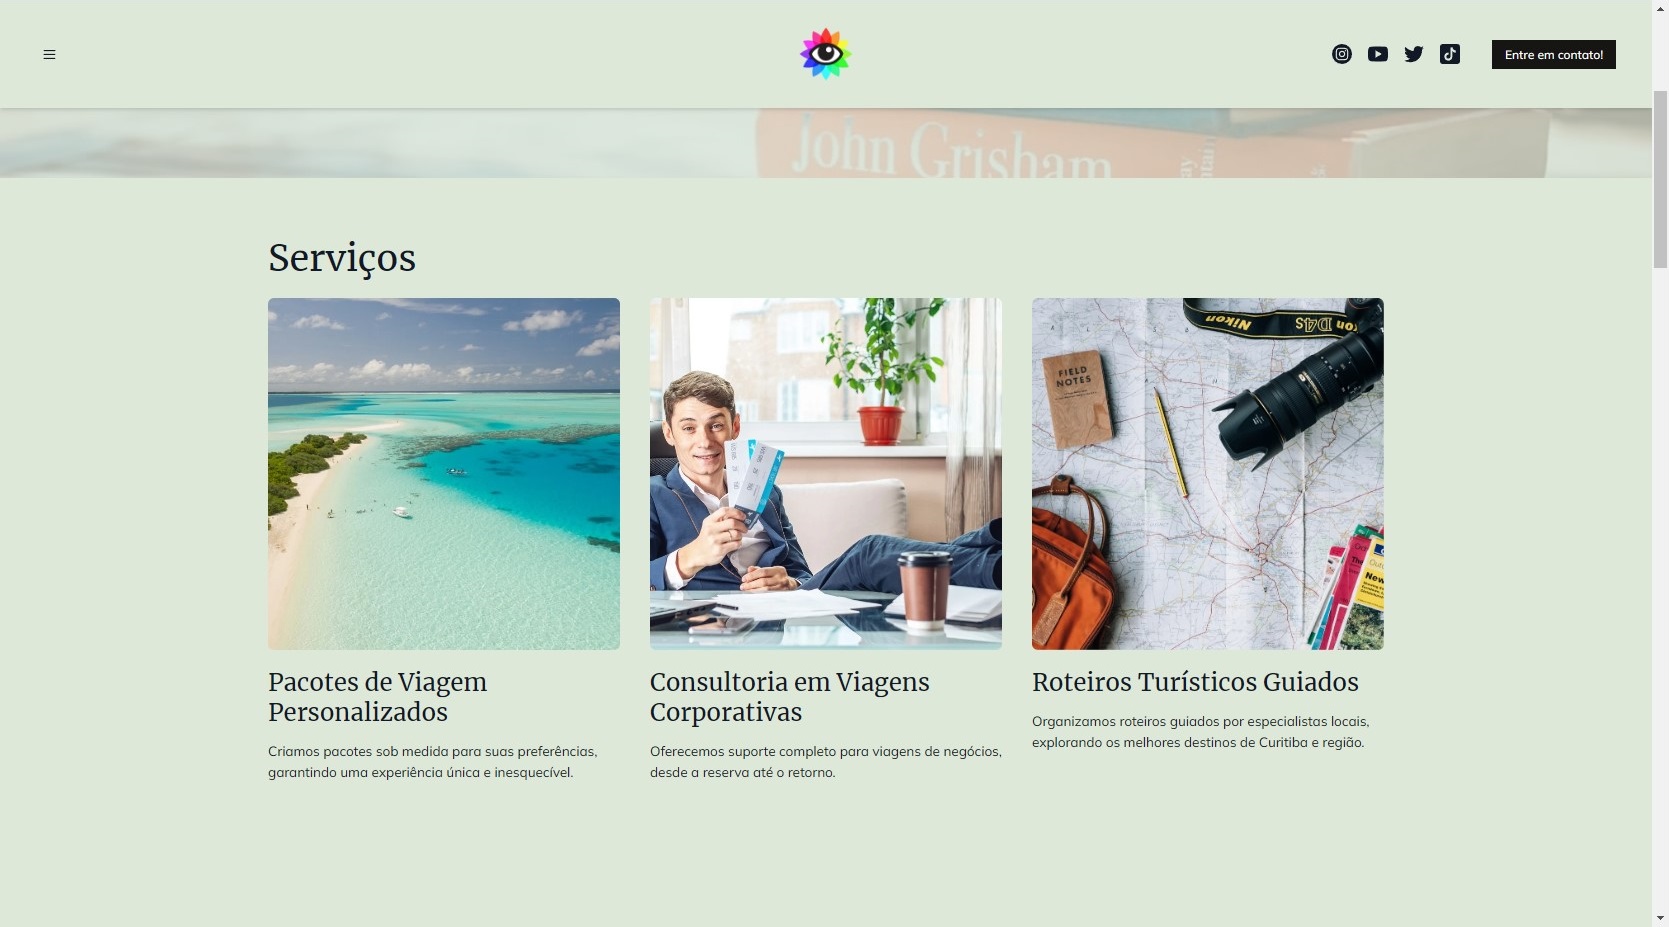 Entre em contato!
John Grisham
Serviços
Nikon D4s
FIELD
NOTES
New
Pacotes de Viagem
Personalizados
Consultoria em Viagens
Corporativas
Roteiros Turísticos Guiados
Criamos pacotes sob medida para suas preferências,
garantindo uma experiência única e inesquecível.
Oferecemos suporte completo para viagens de negócios,
desde a reserva até o retorno.
Organizamos roteiros guiados por especialistas locais,
explorando os melhores destinos de Curitiba e região.